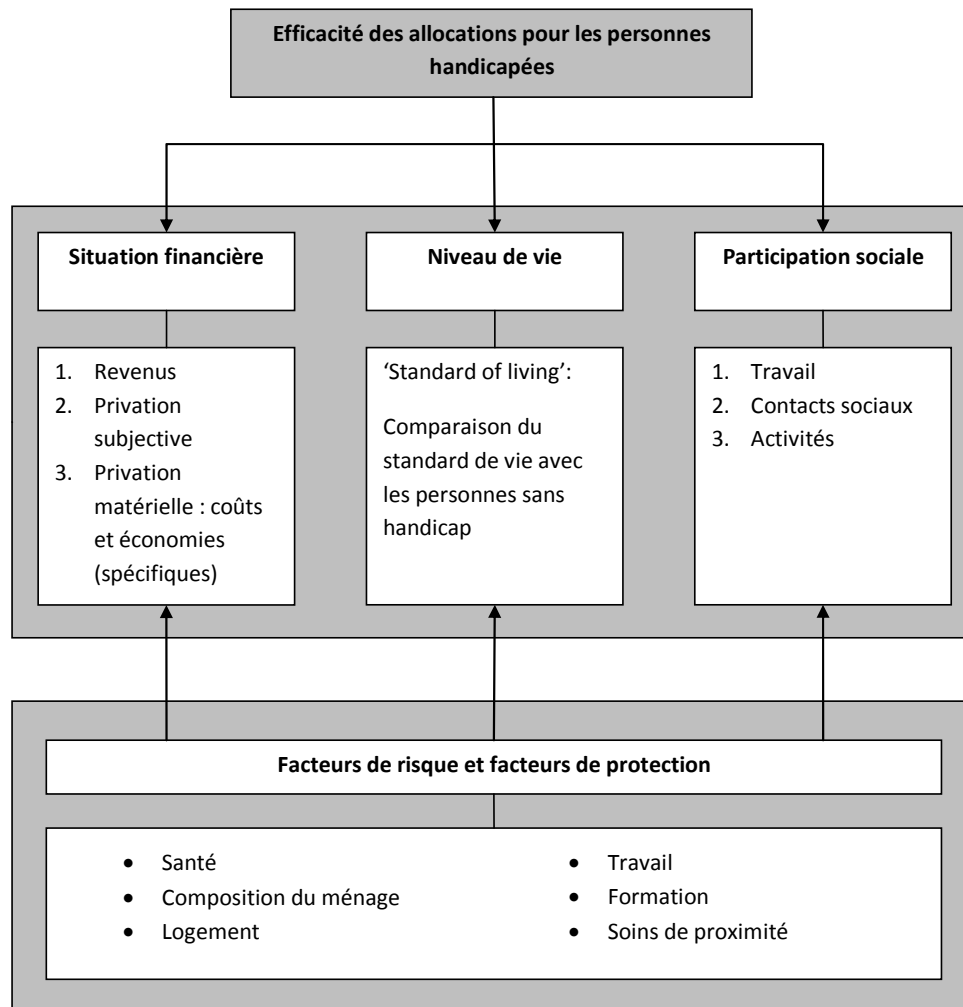 Efficacité des allocations pour les personnes
handicapées
Situation financière
Niveau de vie
Participation sociale
1. Revenus
2. Privation
subjective
3. Privation
matérielle : coûts
et économies
(spécifiques)
‘Standard of living’:
Comparaison du
standard de vie avec
les personnes sans
handicap
1. Travail
2. Contacts sociaux
3. Activités
Facteurs de risque et facteurs de protection
• Santé
• Composition du ménage
• Logement
• Travail
• Formation
• Soins de proximité